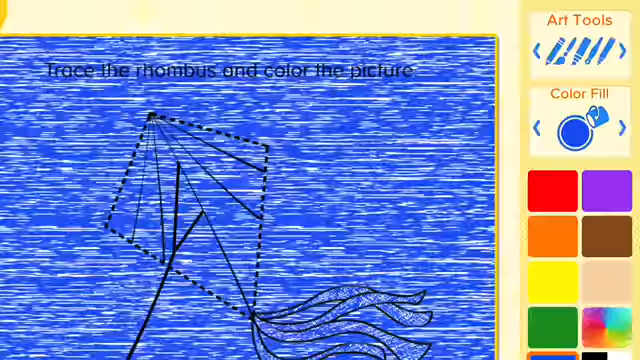 Trace the rhombus and color the picture
Art Tools
Color Fill